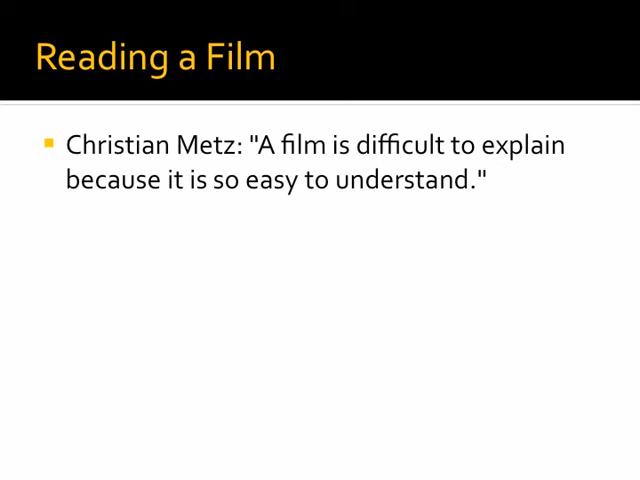 Reading a Film
Christian Metz: "A film is difficult to explain
because it is so easy to understand."